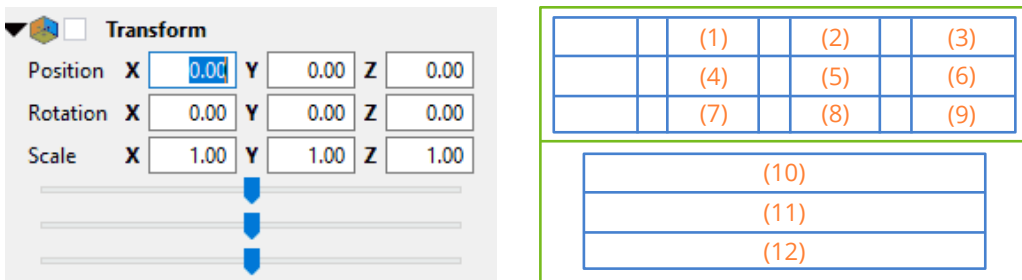 Transform
Position X 0.00 Y 0.00 Z 0.00
Rotation X 0.00 Y 0.00 Z 0.00
Scale X 1.00 Y 1.00 Z 1.00
(1) (2) (3)
(4) (5) (6)
(7) (8) (9)
(10)
(11)
(12)